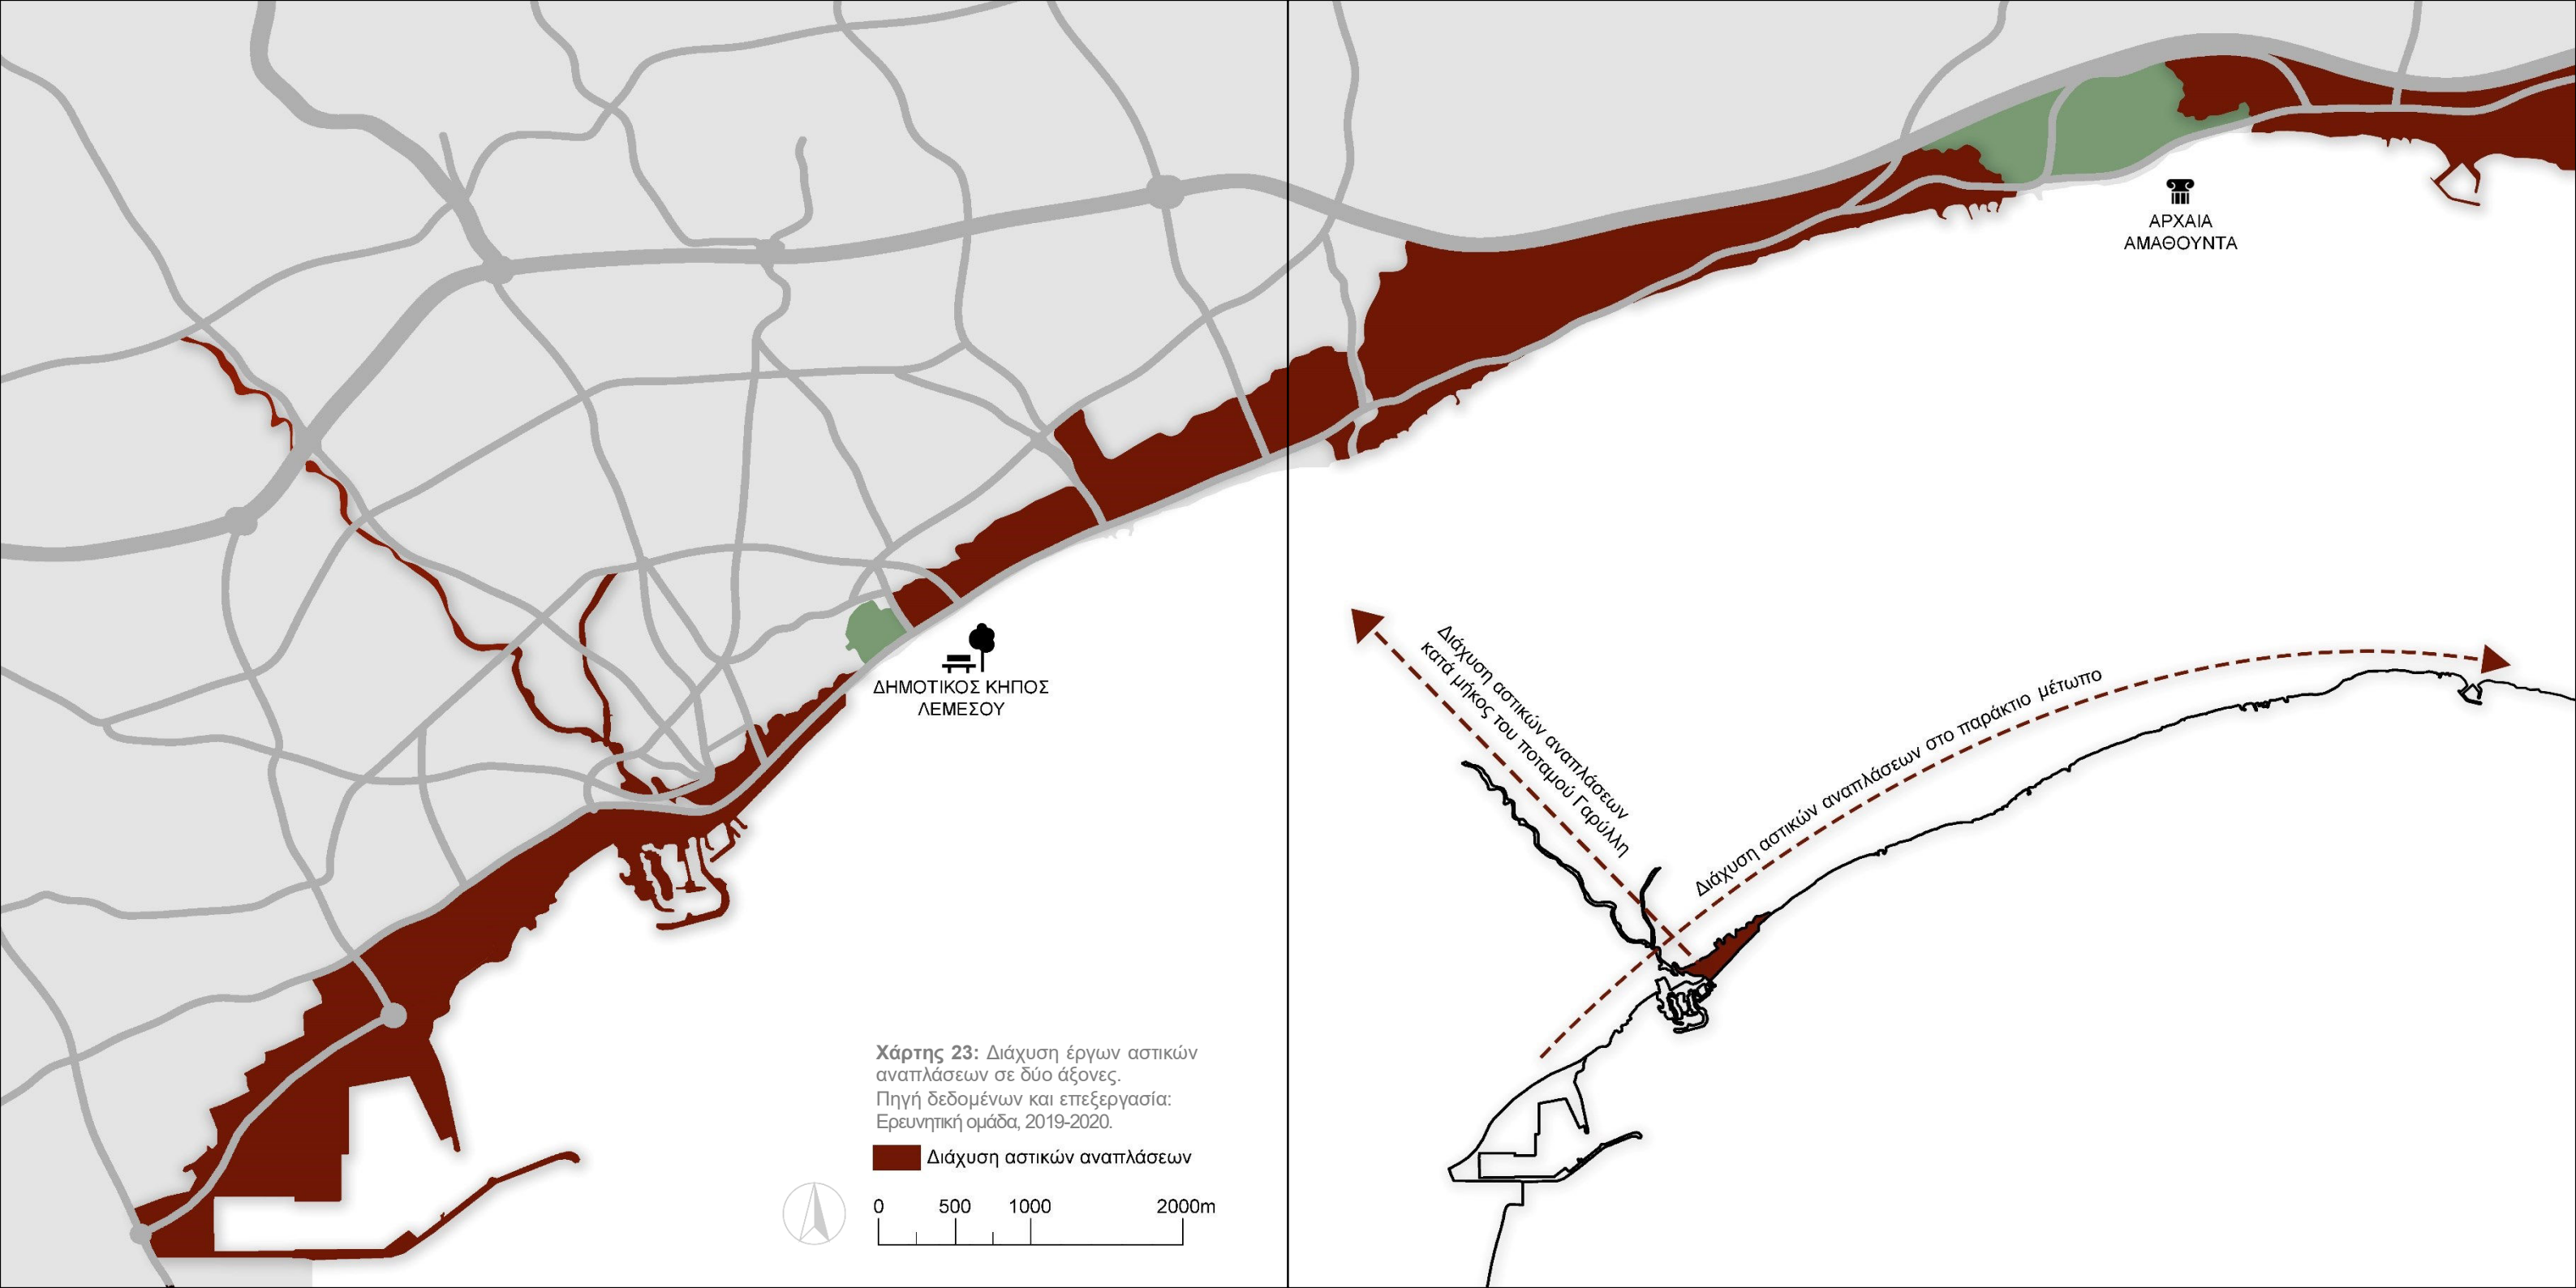 ΑΡΧΑΙΑ
ΑΜΑΘΟΥΝΤΑ
ΔΗΜΟΤΙΚΟΣ ΚΗΠΟΣ
ΛΕΜΕΣΟΥ
Διάχυση αστικών αναπλάσεων
κατά μήκος του ποταμού Γαρύλλη
Διάχυση αστικών αναπλάσεων στο παράκτιο μέτωπο
Χάρτης 23: Διάχυση έργων αστικών
αναπλάσεων σε δύο άξονες.
Πηγή δεδομένων και επεξεργασία:
Ερευνητική ομάδα, 2019-2020.
Διάχυση αστικών αναπλάσεων
0 500 1000 2000m